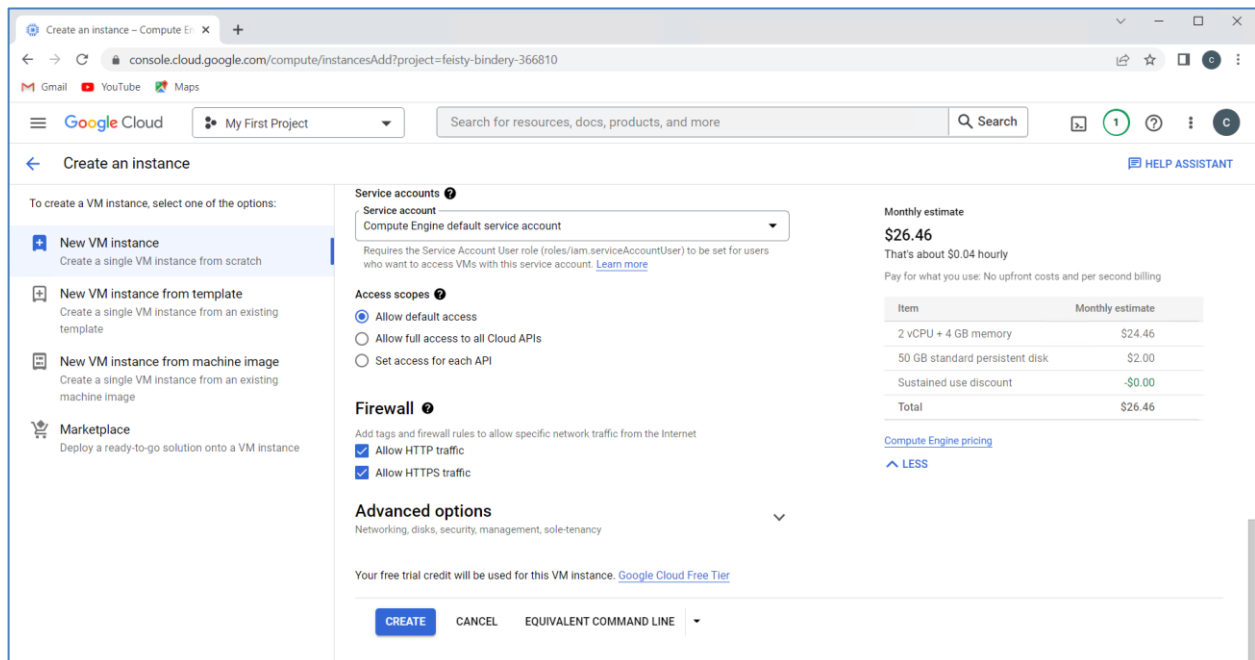 Create an instance – Compute En
console.cloud.google.com/compute/instancesAdd?project=feisty-bindery-366810
C
Gmail YouTube Maps
Google Cloud My First Project Search for resources, docs, products, and more Search 1 C
Create an instance HELP ASSISTANT
To create a VM instance, select one of the options:
New VM instance
Create a single VM instance from scratch
New VM instance from template
Create a single VM instance from an existing
template
New VM instance from machine image
Create a single VM instance from an existing
machine image
Marketplace
Deploy a ready-to-go solution onto a VM instance
Service accounts
Service account
Compute Engine default service account
Requires the Service Account User role (roles/iam.serviceAccountUser) to be set for users
who want to access VMs with this service account. Learn more
Access scopes
Allow default access
Allow full access to all Cloud APIs
Set access for each API
Firewall
Add tags and firewall rules to allow specific network traffic from the Internet
Allow HTTP traffic
Allow HTTPS traffic
Advanced options
Networking, disks, security, management, sole-tenancy
Your free trial credit will be used for this VM instance. Google Cloud Free Tier
CREATE CANCEL EQUIVALENT COMMAND LINE
Monthly estimate
$26.46
That's about $0.04 hourly
Pay for what you use: No upfront costs and per second billing
Item Monthly estimate
2 vCPU + 4 GB memory $24.46
50 GB standard persistent disk $2.00
Sustained use discount -$0.00
Total $26.46
Compute Engine pricing
LESS